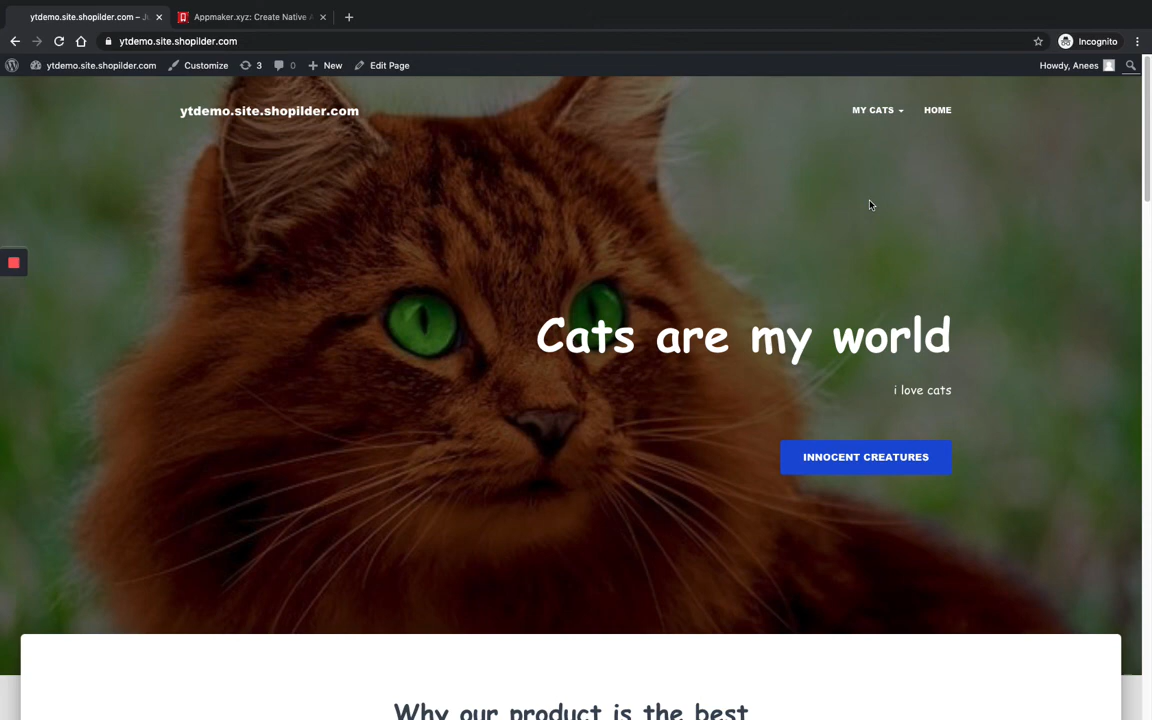 ytdemo.site.shopilder.com – Ju
Appmaker.xyz: Create Native A
ytdemo.site.shopilder.com
Incognito
ytdemo.site.shopilder.com
Customize
3
0
New
Edit Page
Howdy, Anees
ytdemo.site.shopilder.com
MY CATS
HOME
Cats are my world
i love cats
INNOCENT CREATURES
Why our product is the best